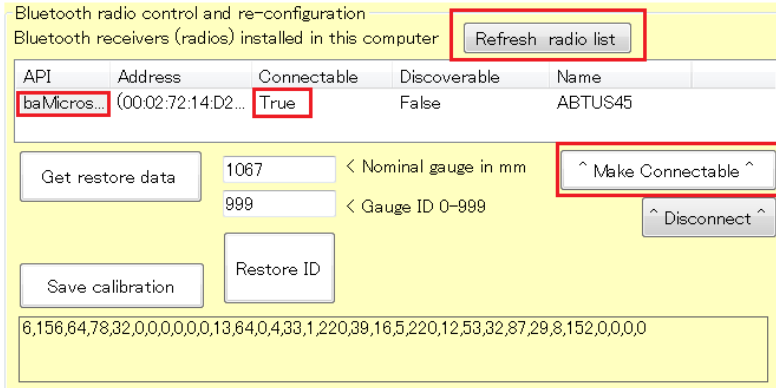 Bluetooth radio control and re-configuration
Bluetooth receivers (radios) installed in this computer Refresh radio list
API Address Connectable Discoverable Name
baMicros... (00:02:72:14:D2... True False ABTUS45
Get restore data 1067 < Nominal gauge in mm ^ Make Connectable ^
999 < Gauge ID 0-999 ^ Disconnect ^
Save calibration Restore ID
6,156,64,78,32,0,0,0,0,0,0,13,64,0,4,33,1,220,39,16,5,220,12,53,32,87,29,8,152,0,0,0,0